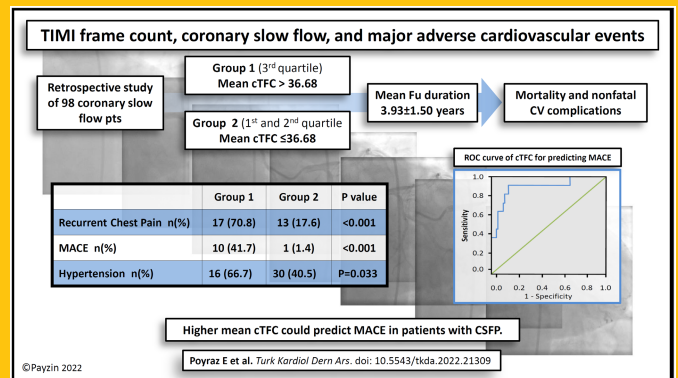 TIMI frame count, coronary slow flow, and major adverse cardiovascular events
Retrospective study
of 98 coronary slow
flow pts
Group 1 (3rd quartile)
Mean cTFC > 36.68
Group 2 (1st and 2nd quartile
Mean cTFC ≤36.68
Mean Fu duration
3.93±1.50 years
Mortality and nonfatal
CV complications
Group 1 Group 2 P value
Recurrent Chest Pain n(%) 17 (70.8) 13 (17.6) <0.001
MACE n(%) 10 (41.7) 1 (1.4) <0.001
Hypertension n(%) 16 (66.7) 30 (40.5) P=0.033
ROC curve of cTFC for predicting MACE
Sensitivity
1.0
0.8
0.6
0.4
0.2
0.0
0.0 0.2 0.4 0.6 0.8 1.0
1 - Specificity
Higher mean cTFC could predict MACE in patients with CSFP.
Poyraz E et al. Turk Kardiol Dern Ars. doi: 10.5543/tkda.2022.21309
©Payzin 2022